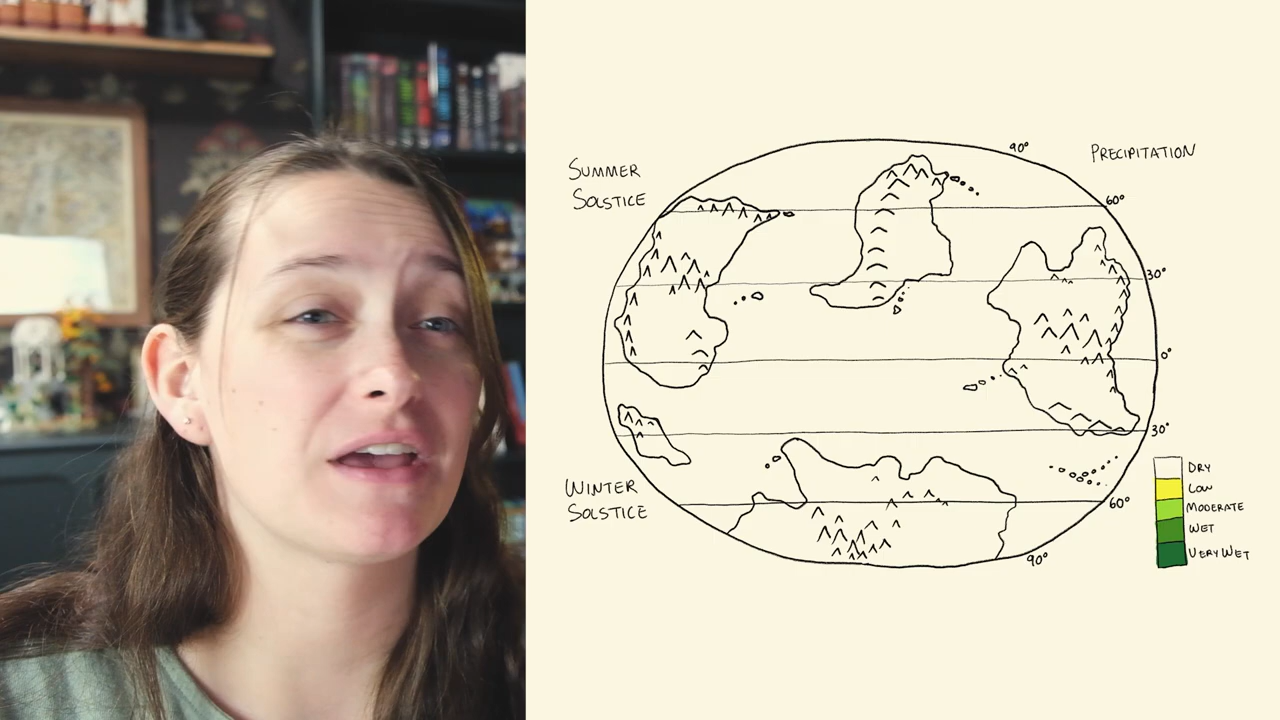 SUMMER
SOLSTICE
PRECIPITATION
90°
60°
30°
0°
30°
60°
90°
WINTER
SOLSTICE
DRY
LOW
MODERATE
WET
VERY WET